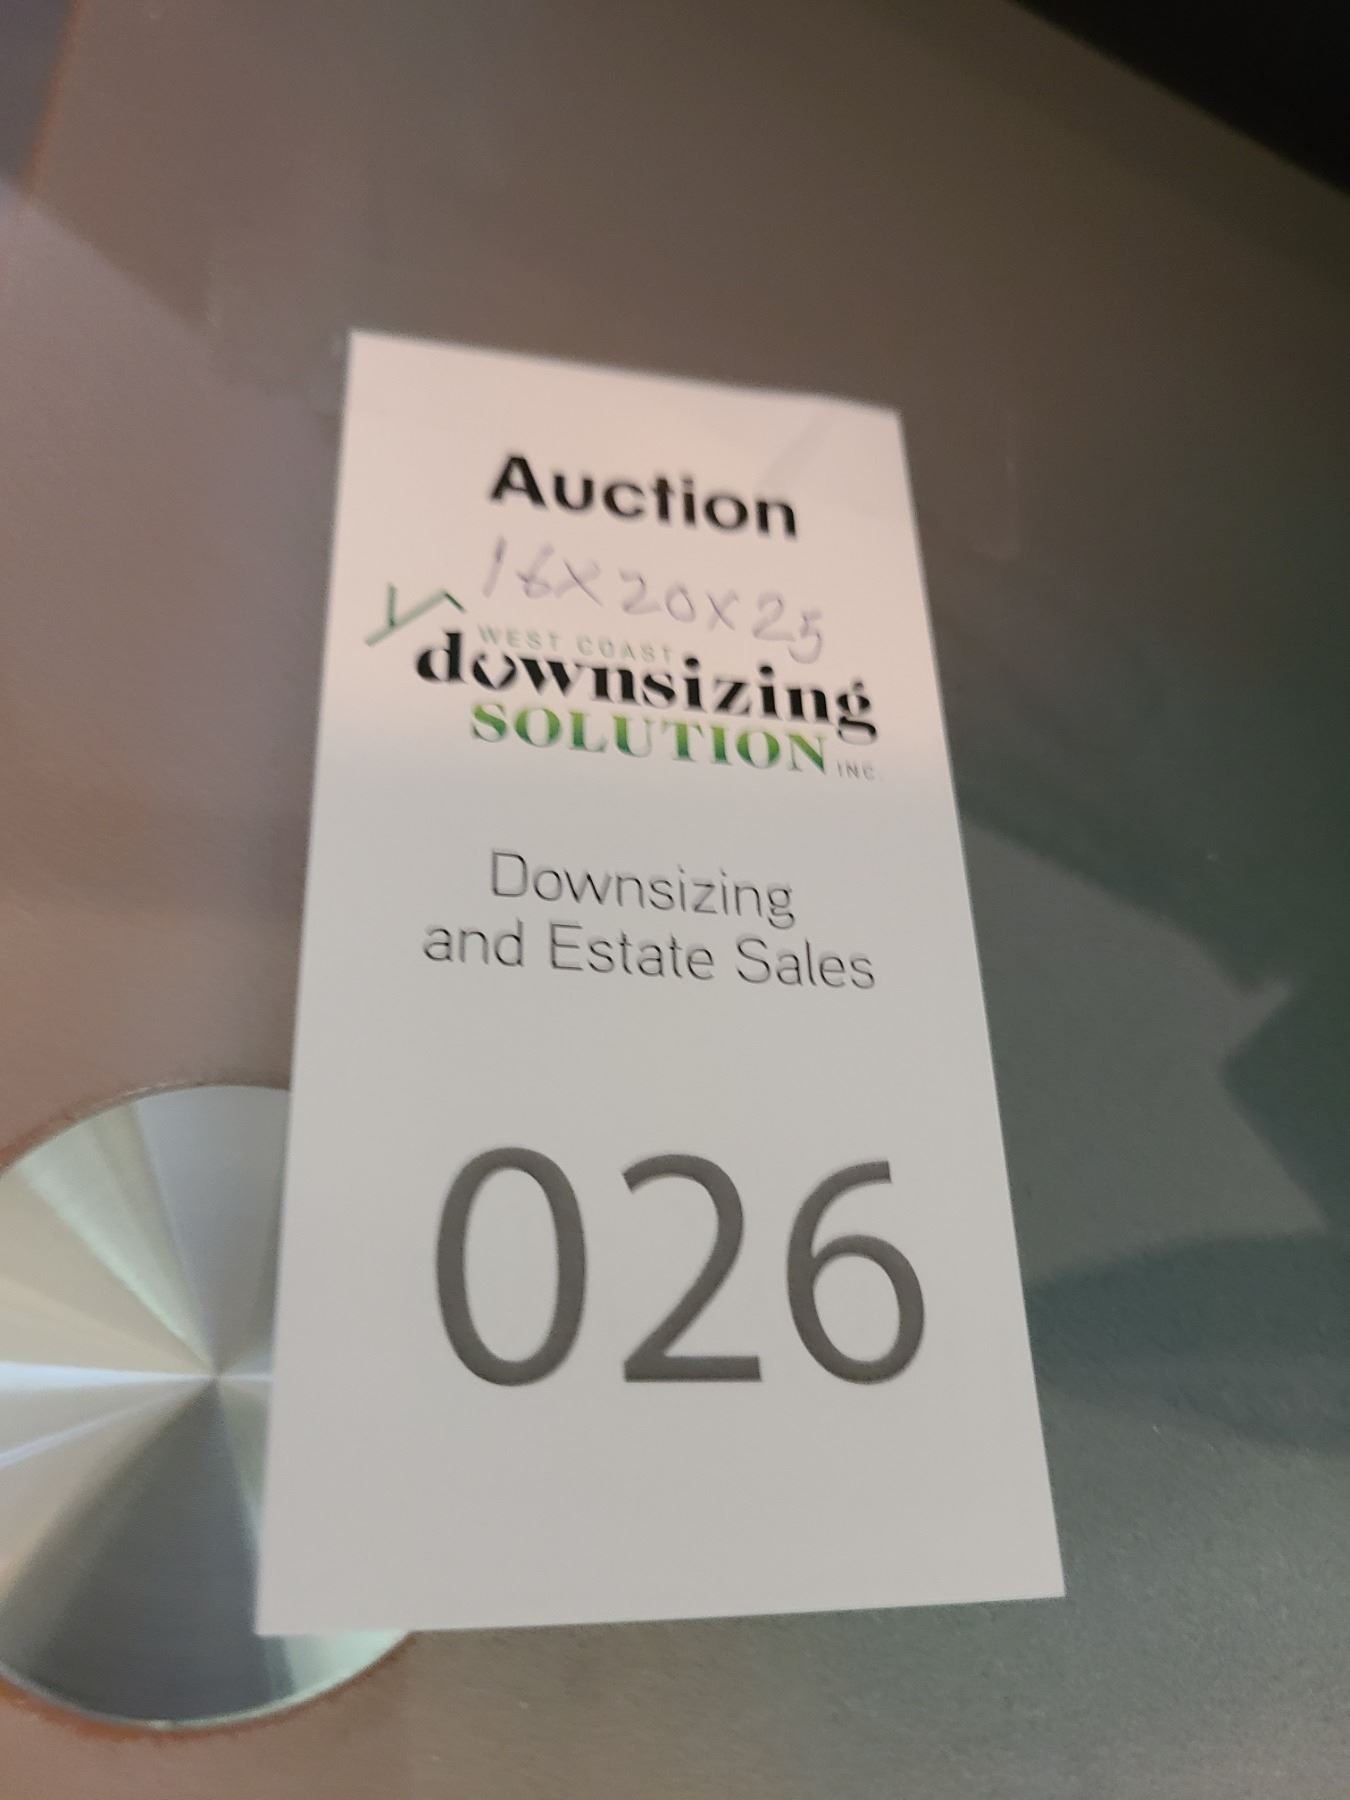 Auction
16x20x25
WEST COAST
downsizing
SOLUTION INC.
Downsizing
and Estate Sales
026